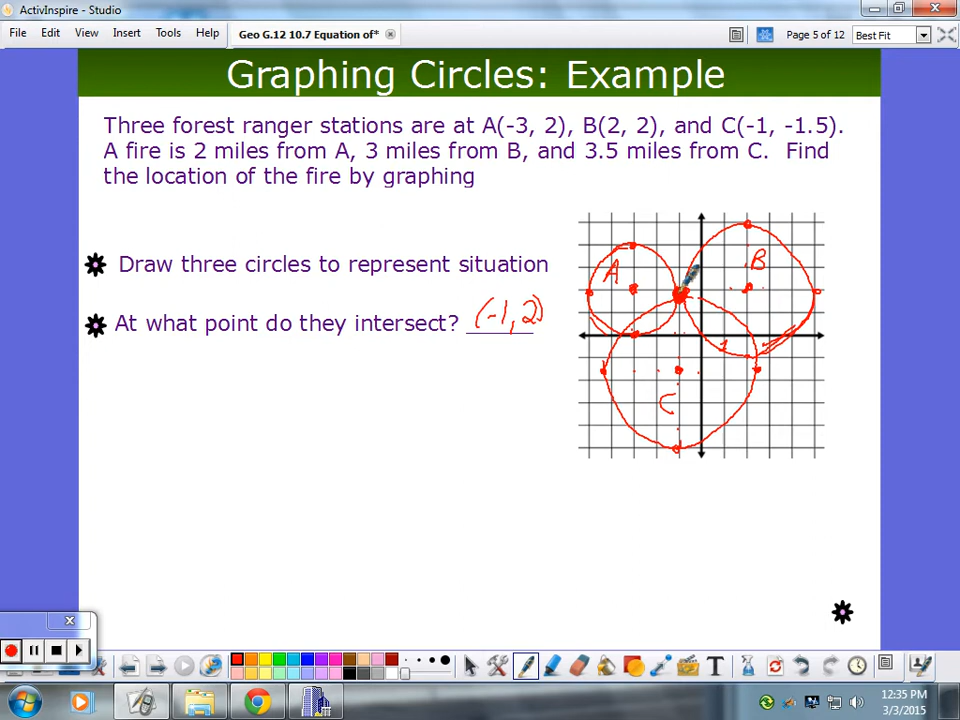 ActivInspire - Studio
File Edit View Insert Tools Help Geo G.12 10.7 Equation of* Page 5 of 12 Best Fit
Graphing Circles: Example
Three forest ranger stations are at A(-3, 2), B(2, 2), and C(-1, -1.5).
A fire is 2 miles from A, 3 miles from B, and 3.5 miles from C. Find
the location of the fire by graphing
Draw three circles to represent situation
At what point do they intersect? (-1, 2)
A
B
C
12:35 PM
3/3/2015